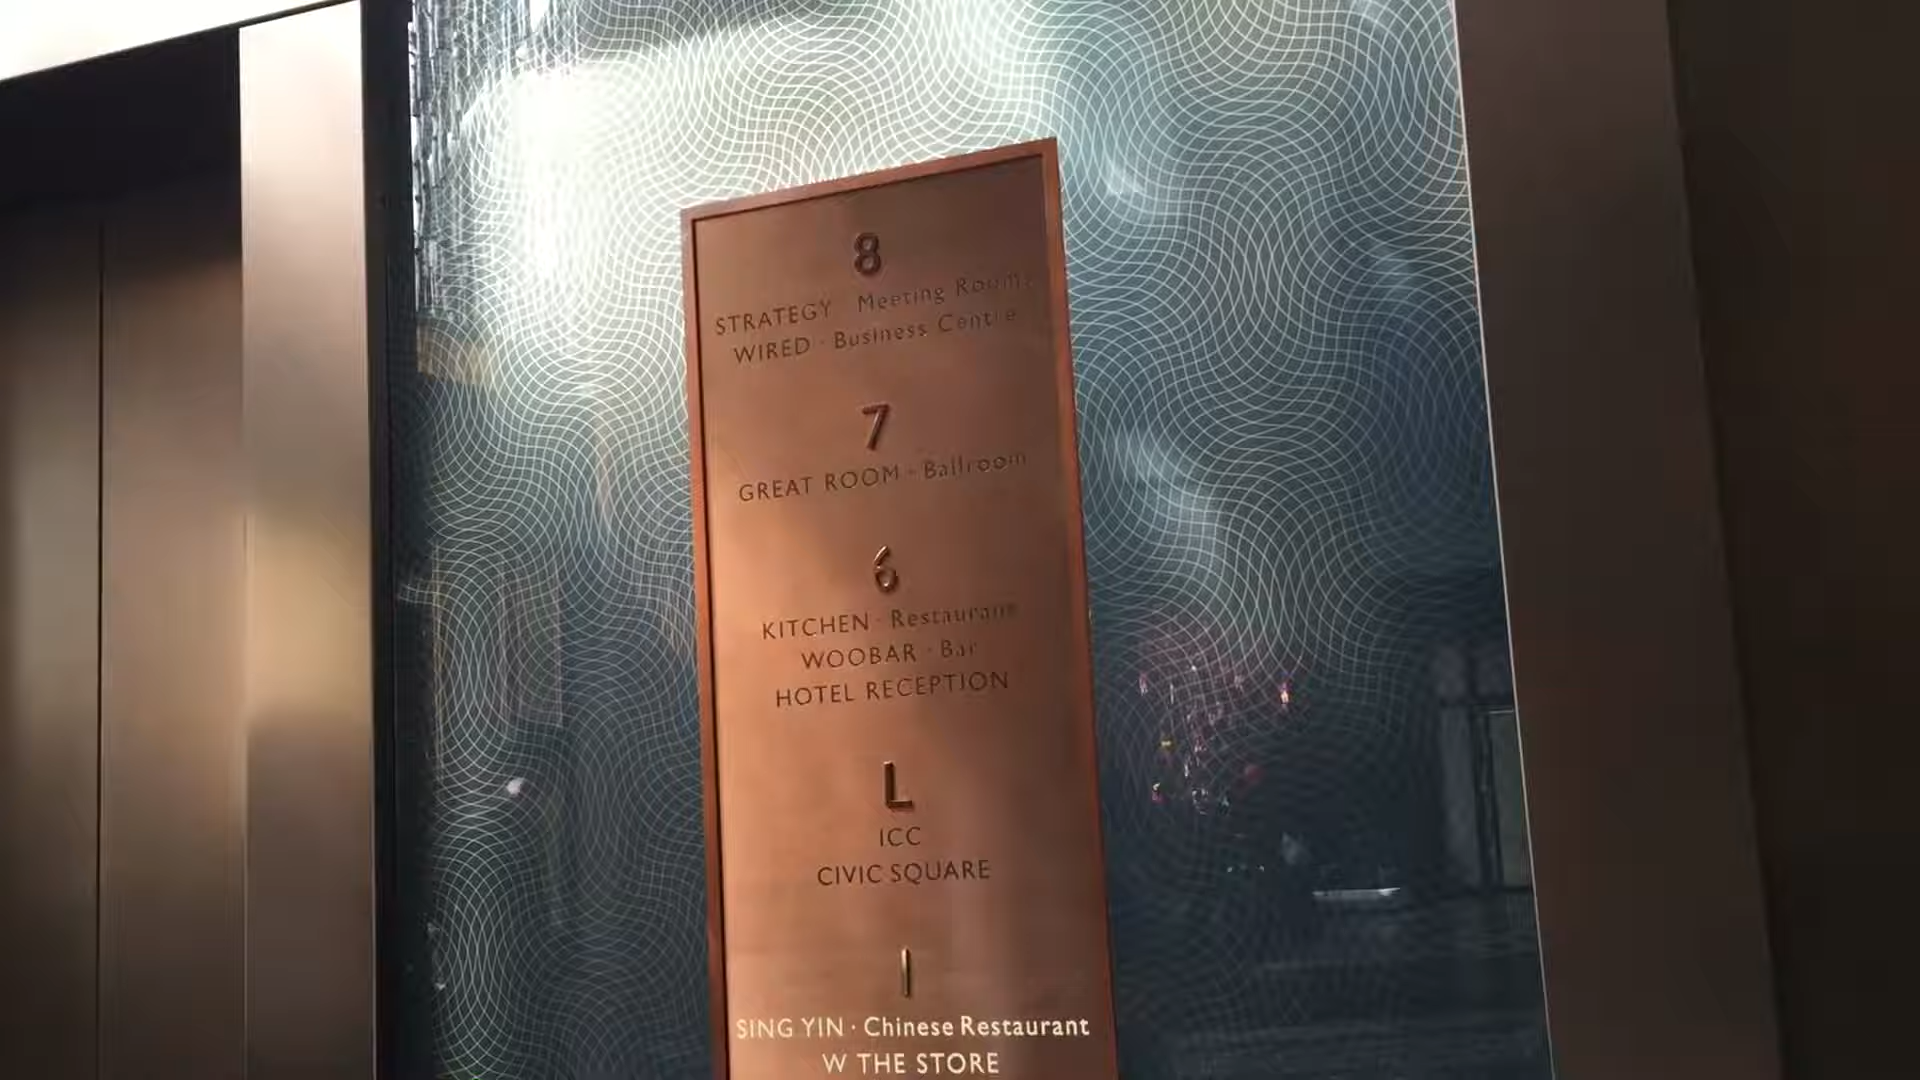 8
STRATEGY · Meeting Rooms
WIRED · Business Centre
7
GREAT ROOM · Ballroom
6
KITCHEN · Restaurant
WOOBAR · Bar
HOTEL RECEPTION
L
ICC
CIVIC SQUARE
1
SING YIN · Chinese Restaurant
W THE STORE